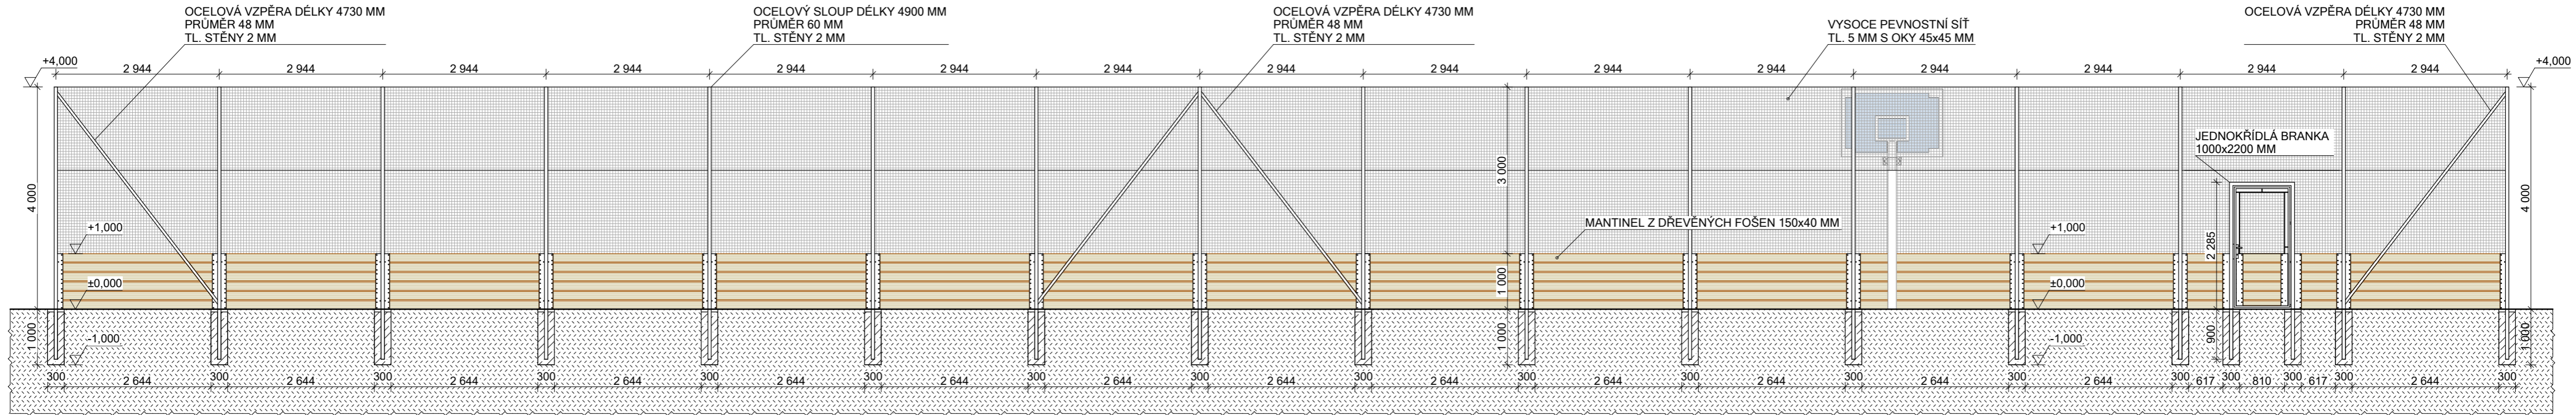 OCELOVÁ VZPĚRA DÉLKY 4730 MM
PRŮMĚR 48 MM
TL. STĚNY 2 MM
OCELOVÝ SLOUP DÉLKY 4900 MM
PRŮMĚR 60 MM
TL. STĚNY 2 MM
OCELOVÁ VZPĚRA DÉLKY 4730 MM
PRŮMĚR 48 MM
TL. STĚNY 2 MM
VYSOCE PEVNOSTNÍ SÍŤ
TL. 5 MM S OKY 45x45 MM
OCELOVÁ VZPĚRA DÉLKY 4730 MM
PRŮMĚR 48 MM
TL. STĚNY 2 MM
+4,000
2 944 2 944 2 944 2 944 2 944 2 944 2 944 2 944 2 944 2 944 2 944 2 944 2 944 2 944 2 944
+4,000
JEDNOKŘÍDLÁ BRANKA
1000x2200 MM
4 000
3 000
4 000
MANTINEL Z DŘEVĚNÝCH FOŠEN 150x40 MM
+1,000
+1,000
2 285
±0,000
1 000
±0,000
1 000
-1,000
1 000
-1,000
900
1 000
300 300 300 300 300 300 300 300 300 300 300 300 300 300 300 300 300 300
2 644 2 644 2 644 2 644 2 644 2 644 2 644 2 644 2 644 2 644 2 644 2 644 2 644 617 810 617 2 644